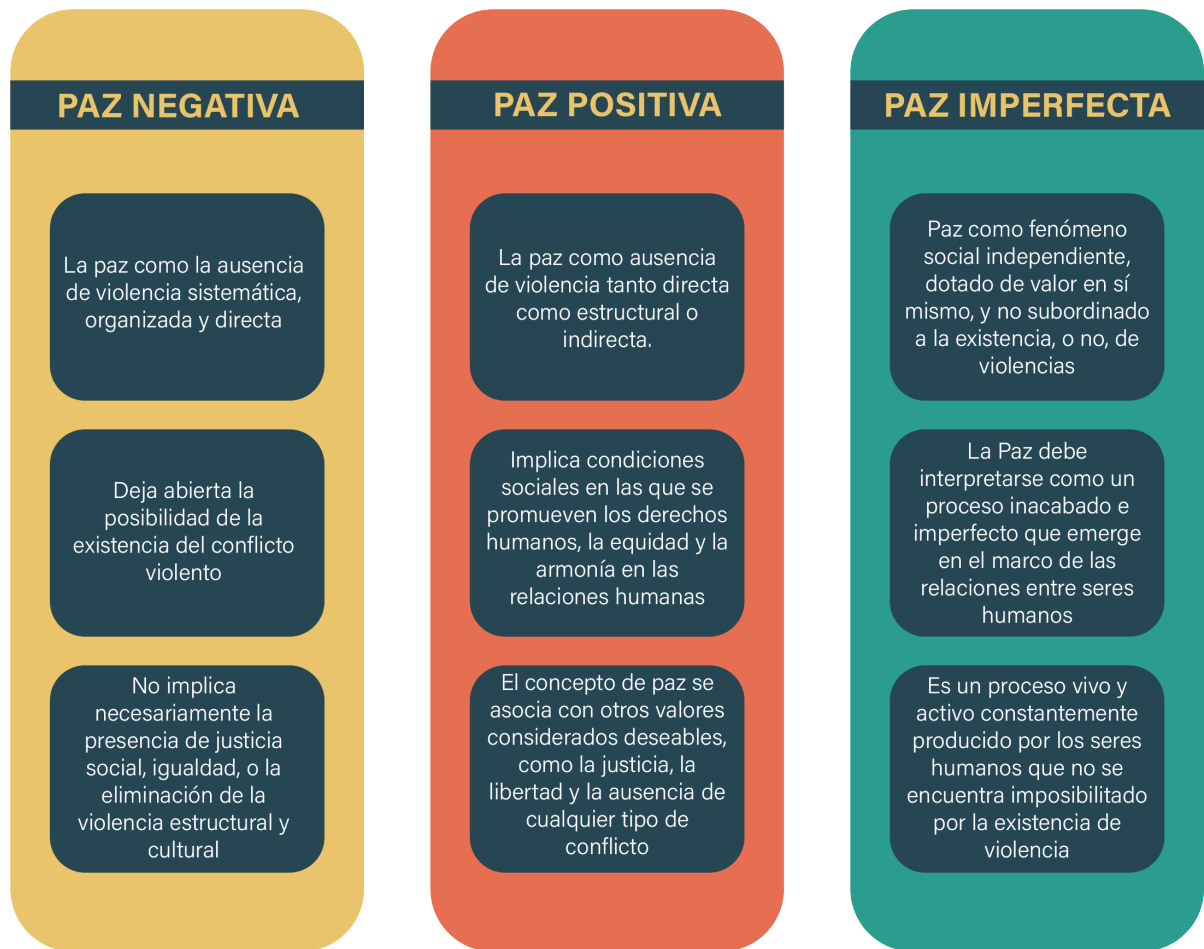 PAZ NEGATIVA
La paz como la ausencia
de violencia sistemática,
organizada y directa
Deja abierta la
posibilidad de la
existencia del conflicto
violento
No implica
necesariamente la
presencia de justicia
social, igualdad, o la
eliminación de la
violencia estructural y
cultural
PAZ POSITIVA
La paz como ausencia
de violencia tanto directa
como estructural o
indirecta.
Implica condiciones
sociales en las que se
promueven los derechos
humanos, la equidad y la
armonía en las
relaciones humanas
El concepto de paz se
asocia con otros valores
considerados deseables,
como la justicia, la
libertad y la ausencia de
cualquier tipo de
conflicto
PAZ IMPERFECTA
Paz como fenómeno
social independiente,
dotado de valor en sí
mismo, y no subordinado
a la existencia, o no, de
violencias
La Paz debe
interpretarse como un
proceso inacabado e
imperfecto que emerge
en el marco de las
relaciones entre seres
humanos
Es un proceso vivo y
activo constantemente
producido por los seres
humanos que no se
encuentra imposibilitado
por la existencia de
violencia